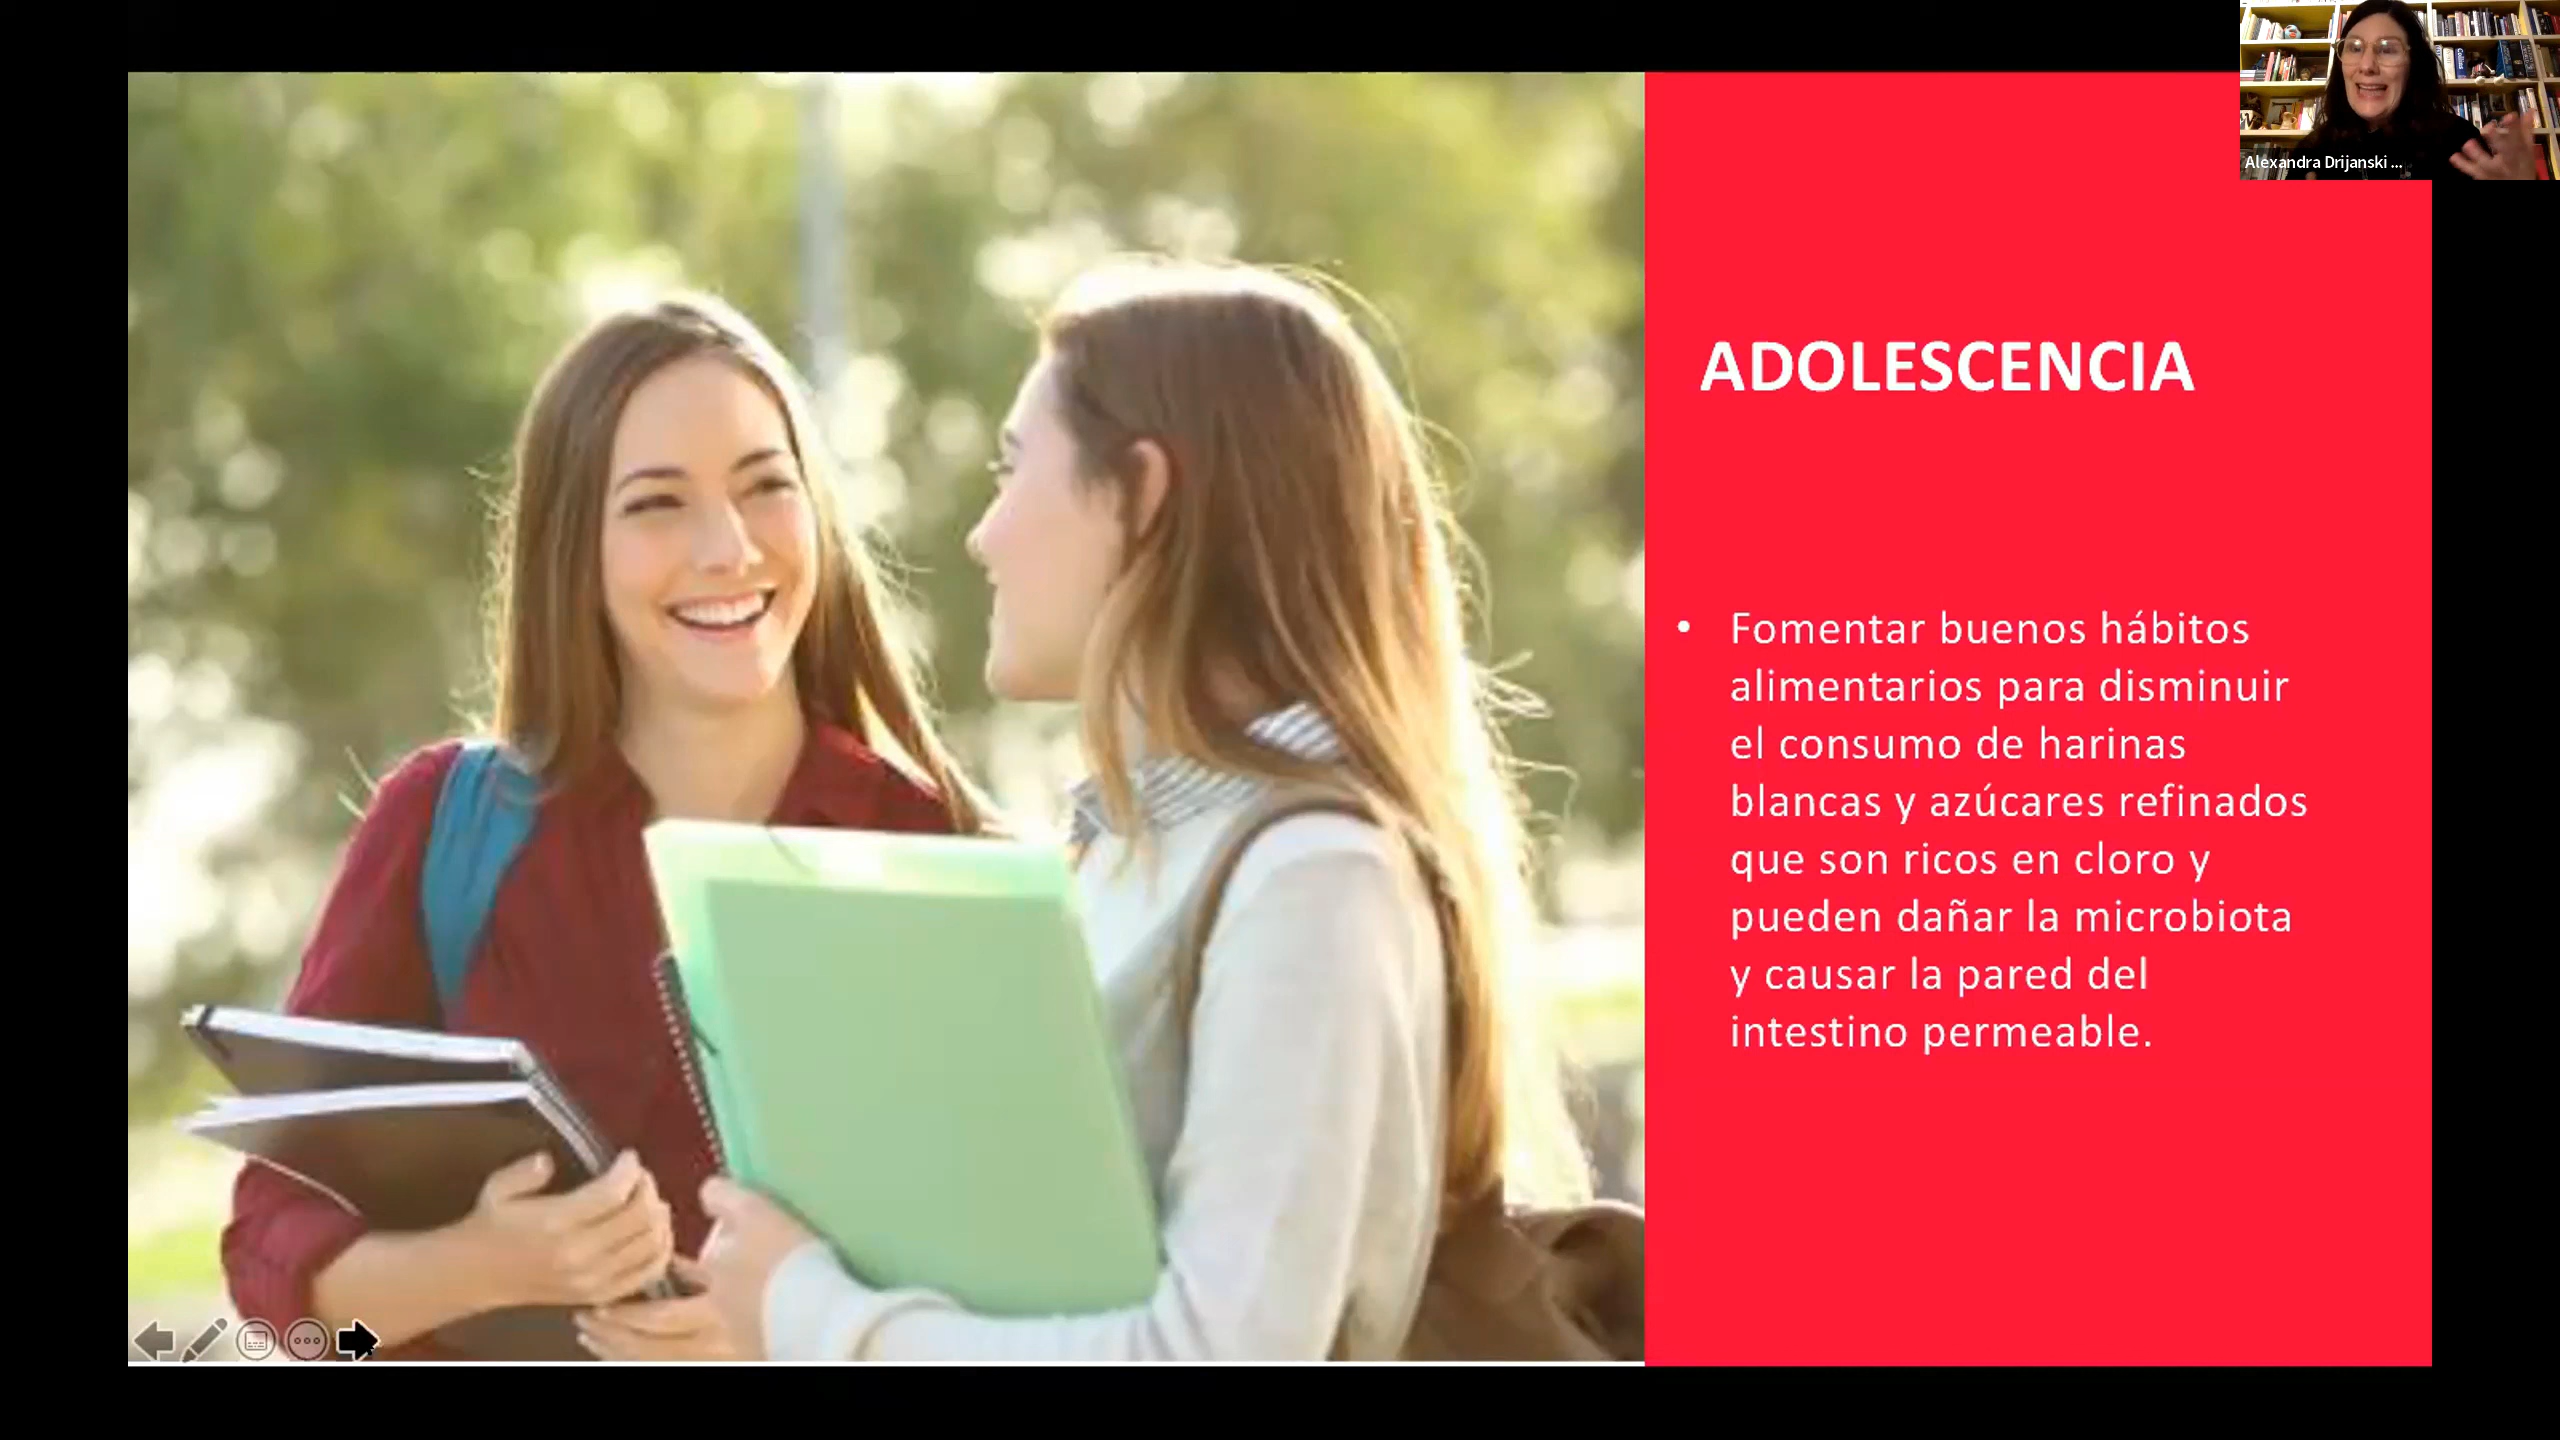 Alexandra Drijanski ...
ADOLESCENCIA
• Fomentar buenos hábitos
alimentarios para disminuir
el consumo de harinas
blancas y azúcares refinados
que son ricos en cloro y
pueden dañar la microbiota
y causar la pared del
intestino permeable.